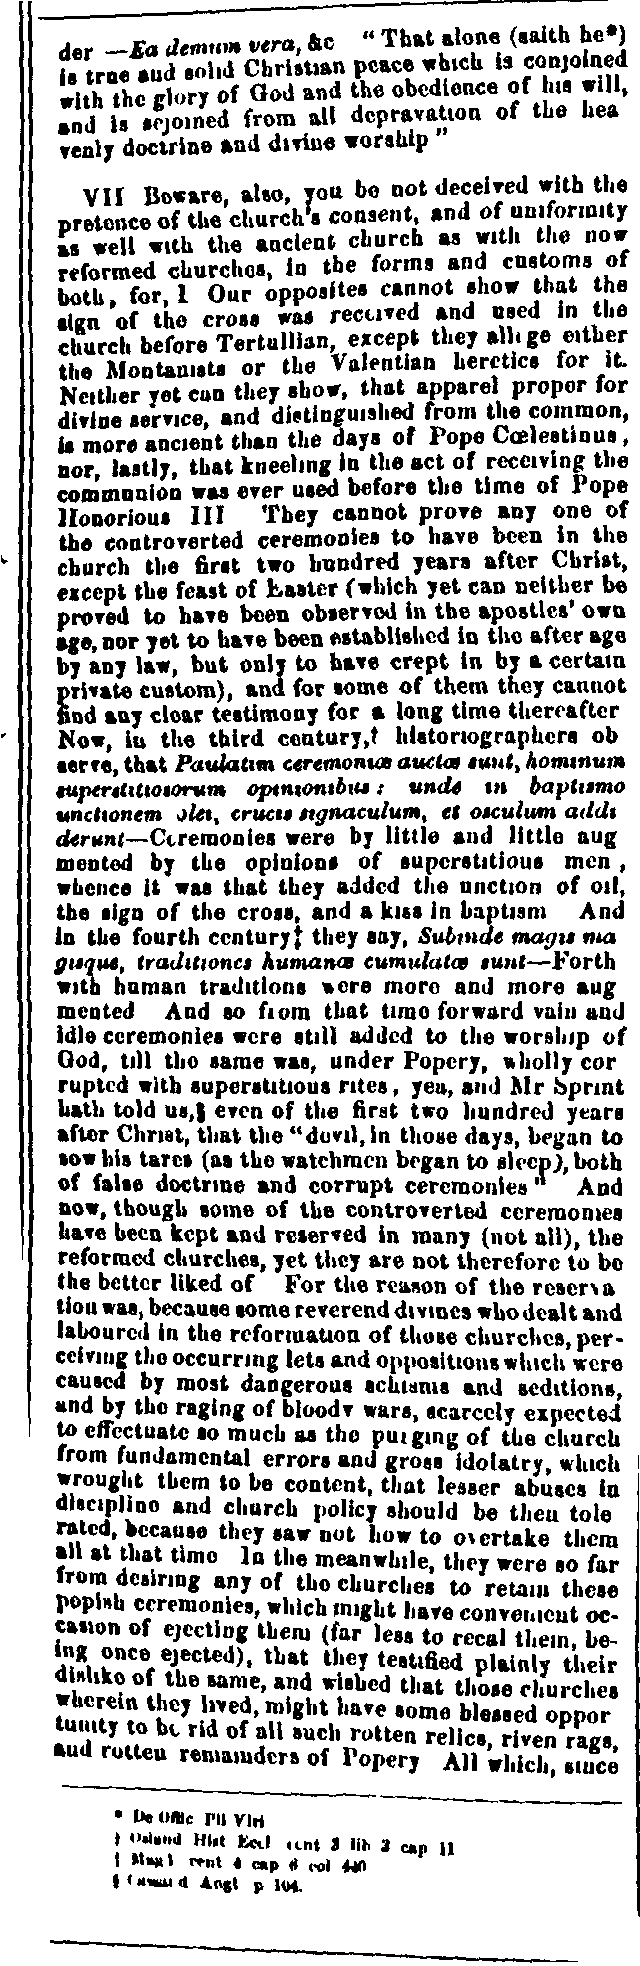 der —Ea demum vera, &c "That alone (saith he*)
is true and solid Christian peace which is conjoined
with the glory of God and the obedience of his will,
and is sejoined from all depravation of the hea
venly doctrine and divine worship"
VII Beware, also, you be not deceived with the
pretence of the church's consent, and of uniformity
as well with the ancient church as with the now
reformed churches, in the forms and customs of
both, for, 1 Our opposites cannot show that the
sign of the cross was received and used in the
church before Tertullian, except they allege either
the Montanists or the Valentian heretics for it.
Neither yet can they show, that apparel proper for
divine service, and distinguished from the common,
is more ancient than the days of Pope Cœlestinus,
nor, lastly, that kneeling in the act of receiving the
communion was ever used before the time of Pope
Honorious III They cannot prove any one of
the controverted ceremonies to have been in the
church the first two hundred years after Christ,
except the feast of Easter (which yet can neither be
proved to have been observed in the apostles' own
age, nor yet to have been established in the after age
by any law, but only to have crept in by a certain
private custom), and for some of them they cannot
find any clear testimony for a long time thereafter
Now, in the third century,† historiographers ob
serve, that Paulatim ceremoniæ auctæ sunt, hominum
superstitiosorum opinionibus: unde in baptismo
unctionem olei, crucis signaculum, et osculum addi
derunt—Ceremonies were by little and little aug
mented by the opinions of superstitious men,
whence it was that they added the unction of oil,
the sign of the cross, and a kiss in baptism And
in the fourth century‡ they say, Subinde magis ma
gisque, traditiones humanæ cumulatæ sunt—Forth
with human traditions were more and more aug
mented And so from that time forward vain and
idle ceremonies were still added to the worship of
God, till the same was, under Popery, wholly cor
rupted with superstitious rites, yea, and Mr Sprint
hath told us,§ even of the first two hundred years
after Christ, that the "devil, in those days, began to
sow his tares (as the watchmen began to sleep), both
of false doctrine and corrupt ceremonies" And
now, though some of the controverted ceremonies
have been kept and reserved in many (not all), the
reformed churches, yet they are not therefore to be
the better liked of For the reason of the reserva
tion was, because some reverend divines who dealt and
laboured in the reformation of those churches, per-
ceiving the occurring lets and oppositions which were
caused by most dangerous schisms and seditions,
and by the raging of bloody wars, scarcely expected
to effectuate so much as the purging of the church
from fundamental errors and gross idolatry, which
wrought them to be content, that lesser abuses in
discipline and church policy should be then tole
rated, because they saw not how to overtake them
all at that time In the meanwhile, they were so far
from desiring any of the churches to retain these
popish ceremonies, which might have convenient oc-
casion of ejecting them (far less to recal them, be-
ing once ejected), that they testified plainly their
dislike of the same, and wished that those churches
wherein they lived, might have some blessed oppor
tunity to be rid of all such rotten relics, riven rags,
and rotten remainders of Popery All which, since
* De Offic Pii Viri
† Osiand Hist Eccl cent 3 lib 2 cap 11
cent 4 cap 6 col 440
§ Angl p 104.